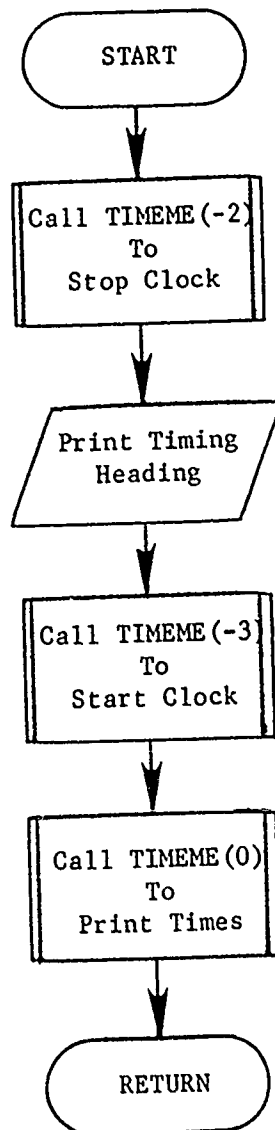 START
Call TIMEME(-2)
To
Stop Clock
Print Timing
Heading
Call TIMEME(-3)
To
Start Clock
Call TIMEME(0)
To
Print Times
RETURN